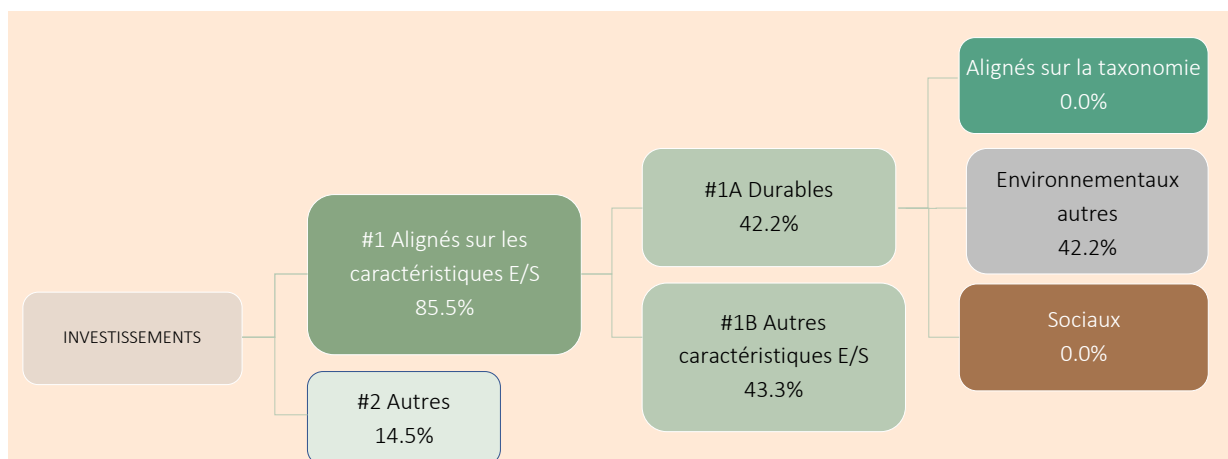 INVESTISSEMENTS
#1 Alignés sur les
caractéristiques E/S
85.5%
#2 Autres
14.5%
#1A Durables
42.2%
#1B Autres
caractéristiques E/S
43.3%
Alignés sur la taxonomie
0.0%
Environnementaux
autres
42.2%
Sociaux
0.0%